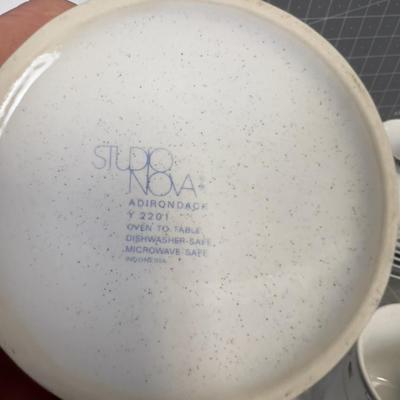 STUDIO
NOVA®
ADIRONDACK
Y 2201
OVEN TO TABLE
DISHWASHER-SAFE
MICROWAVE-SAFE
INDONESIA